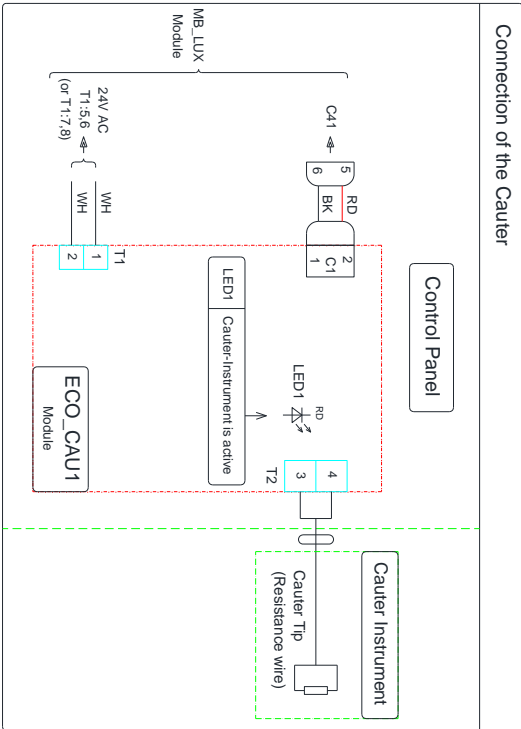 Connection of the Cauter
Control Panel
Cauter Instrument
MB_LUX
Module
C41
5
6
RD
BK
2
1
C1
24V AC
T1:5,6
(or T1:7,8)
WH
WH
T1
1
2
LED1
Cauter-Instrument is active
LED1
RD
T2
4
3
ECO_CAU1
Module
Cauter Tip
(Resistance wire)